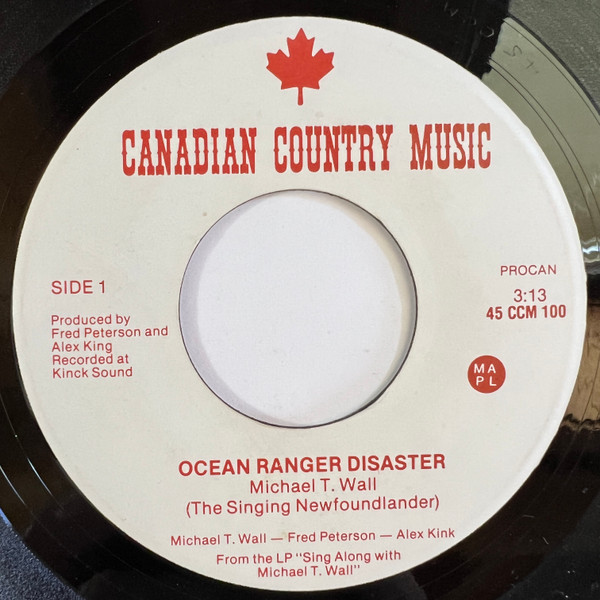 CANADIAN COUNTRY MUSIC
SIDE 1
Produced by
Fred Peterson and
Alex King
Recorded at
Kinck Sound
PROCAN
3:13
45 CCM 100
M A
P L
OCEAN RANGER DISASTER
Michael T. Wall
(The Singing Newfoundlander)
Michael T. Wall — Fred Peterson — Alex Kink
From the LP "Sing Along with
Michael T. Wall"